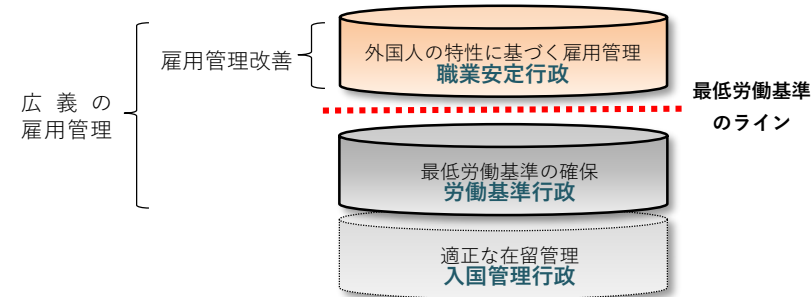 外国人の特性に基づく雇用管理
職業安定行政
雇用管理改善
最低労働基準
のライン
広義の
雇用管理
最低労働基準の確保
労働基準行政
適正な在留管理
入国管理行政